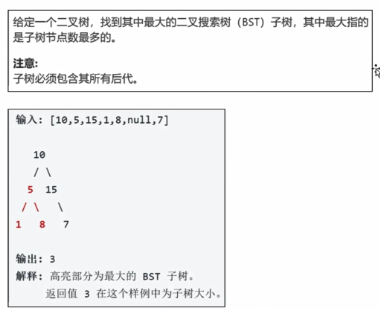 给定一个二叉树，找到其中最大的二叉搜索树（BST）子树，其中最大指的
是子树节点数最多的。
注意:
子树必须包含其所有后代。
输入: [10,5,15,1,8,null,7]
10
/ \
5 15
/ \ \
1 8 7
输出: 3
解释: 高亮部分为最大的 BST 子树。
返回值 3 在这个样例中为子树大小。